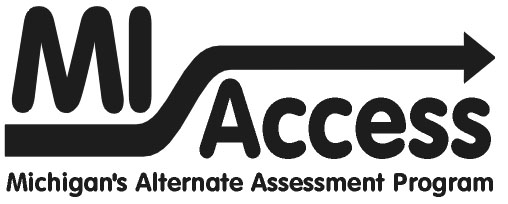 MI
Access
Michigan's Alternate Assessment Program